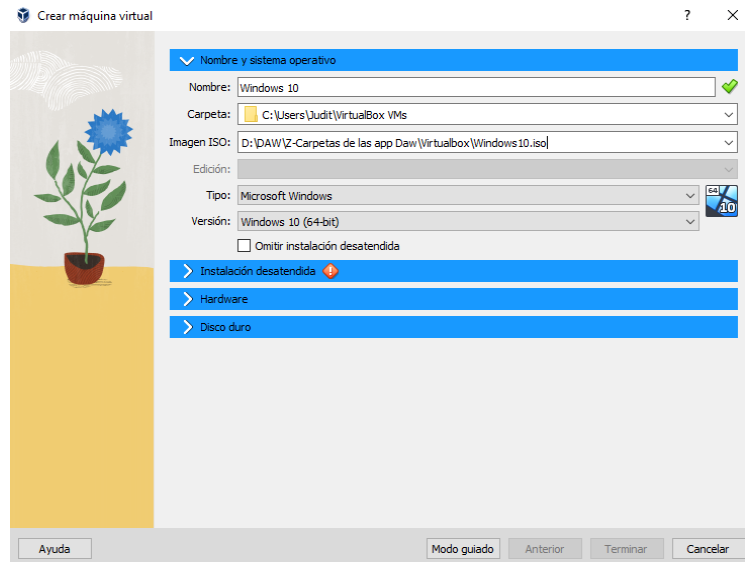 Crear máquina virtual
?
Nombre y sistema operativo
Nombre: Windows 10
Carpeta: C:\Users\Judit\VirtualBox VMs
Imagen ISO: D:\DAW\Z-Carpetas de las app Daw\Virtualbox\Windows10.iso
Edición:
Tipo: Microsoft Windows
64
10
Versión: Windows 10 (64-bit)
Omitir instalación desatendida
Instalación desatendida
Hardware
Disco duro
Ayuda Modo guiado Anterior Terminar Cancelar